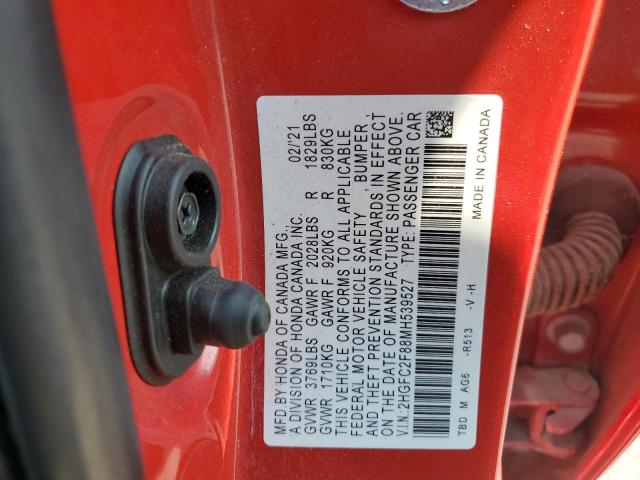 MFD.BY HONDA OF CANADA MFG., 02/'21
A DIVISION OF HONDA CANADA INC.
GVWR 3769LBS GAWR F 2028LBS R 1829LBS
GVWR 1710KG GAWR F 920KG R 830KG
THIS VEHICLE CONFORMS TO ALL APPLICABLE
FEDERAL MOTOR VEHICLE SAFETY , BUMPER,
AND THEFT PREVENTION STANDARDS IN EFFECT
ON THE DATE OF MANUFACTURE SHOWN ABOVE.
V.I.N.:2HGFC2F88MH539527 TYPE: PASSENGER CAR
TBD M AG6 -R513 -V -H MADE IN CANADA